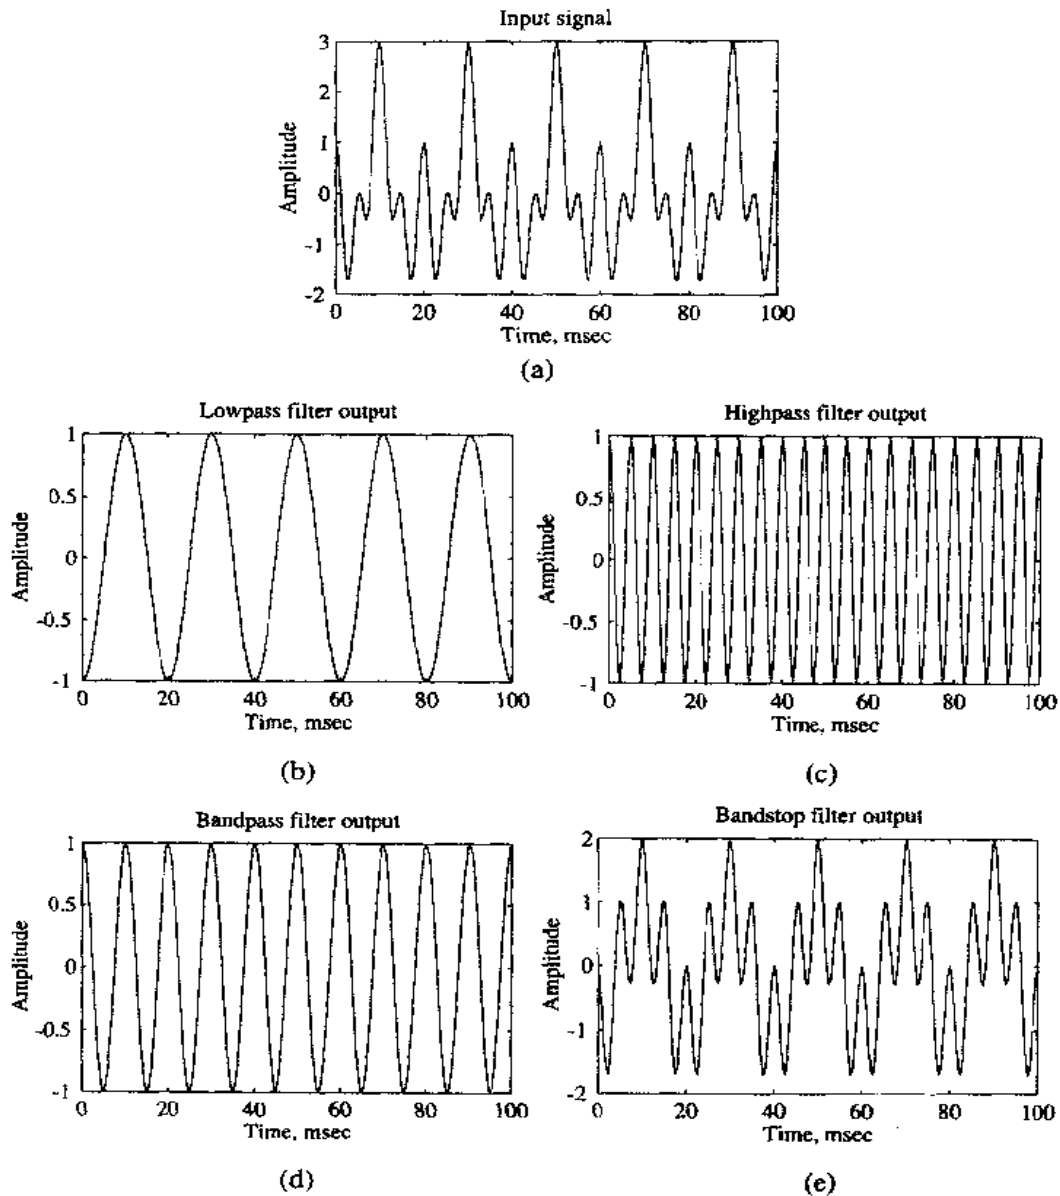 Input signal
3
2
1
0
-1
-2
Amplitude
0 20 40 60 80 100
Time, msec
(a)
Lowpass filter output
1
0.5
0
-0.5
-1
Amplitude
0 20 40 60 80 100
Time, msec
(b)
Highpass filter output
1
0.5
0
-0.5
-1
Amplitude
0 20 40 60 80 100
Time, msec
(c)
Bandpass filter output
1
0.5
0
-0.5
-1
Amplitude
0 20 40 60 80 100
Time, msec
(d)
Bandstop filter output
2
1
0
-1
-2
Amplitude
0 20 40 60 80 100
Time, msec
(e)